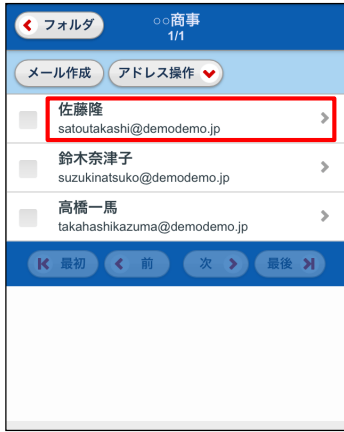 フォルダ
○○商事
1/1
メール作成 アドレス操作
佐藤隆
satoutakashi@demodemo.jp
鈴木奈津子
suzukinatsuko@demodemo.jp
高橋一馬
takahashikazuma@demodemo.jp
最初 前 次 最後